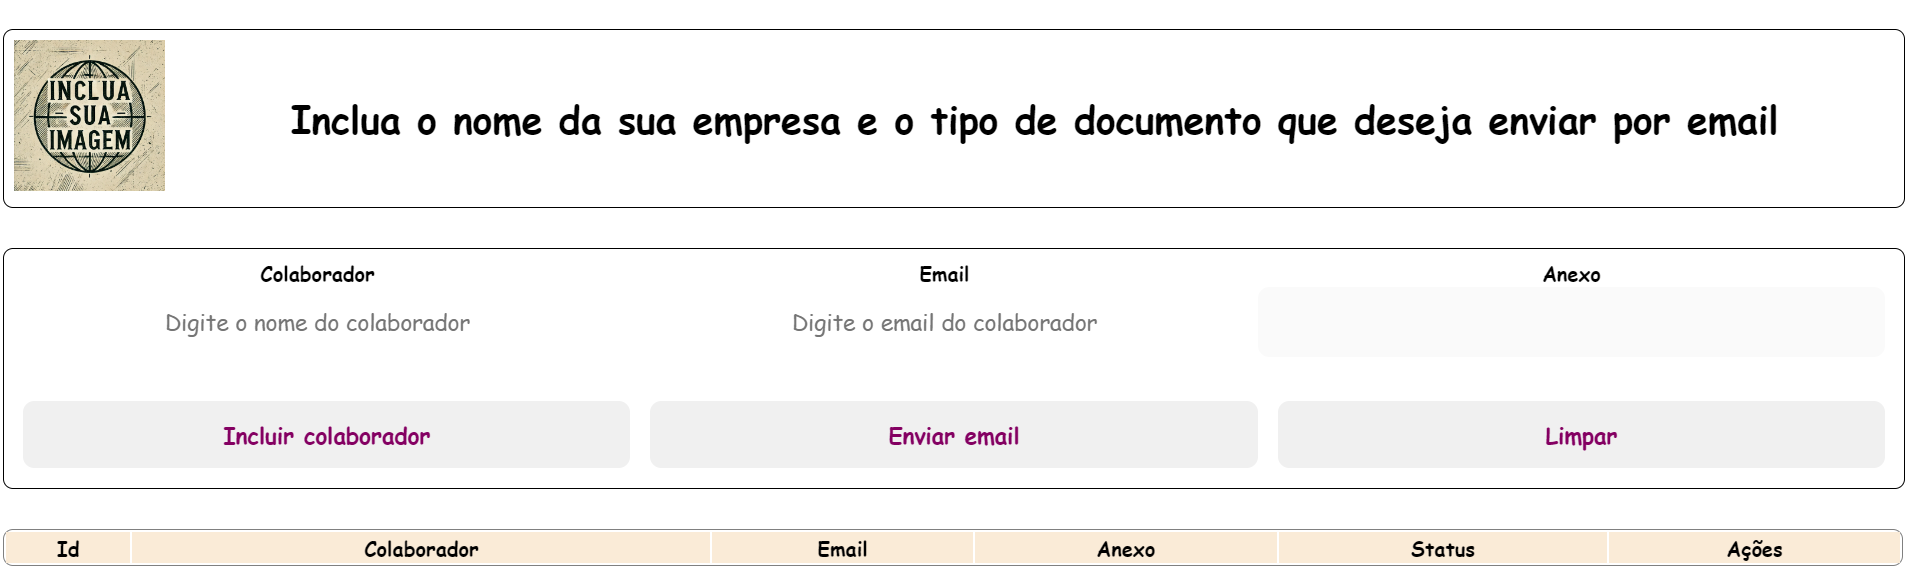 INCLUA
SUA
IMAGEM
Inclua o nome da sua empresa e o tipo de documento que deseja enviar por email
Colaborador Email Anexo
Digite o nome do colaborador Digite o email do colaborador
Incluir colaborador Enviar email Limpar
Id Colaborador Email Anexo Status Ações